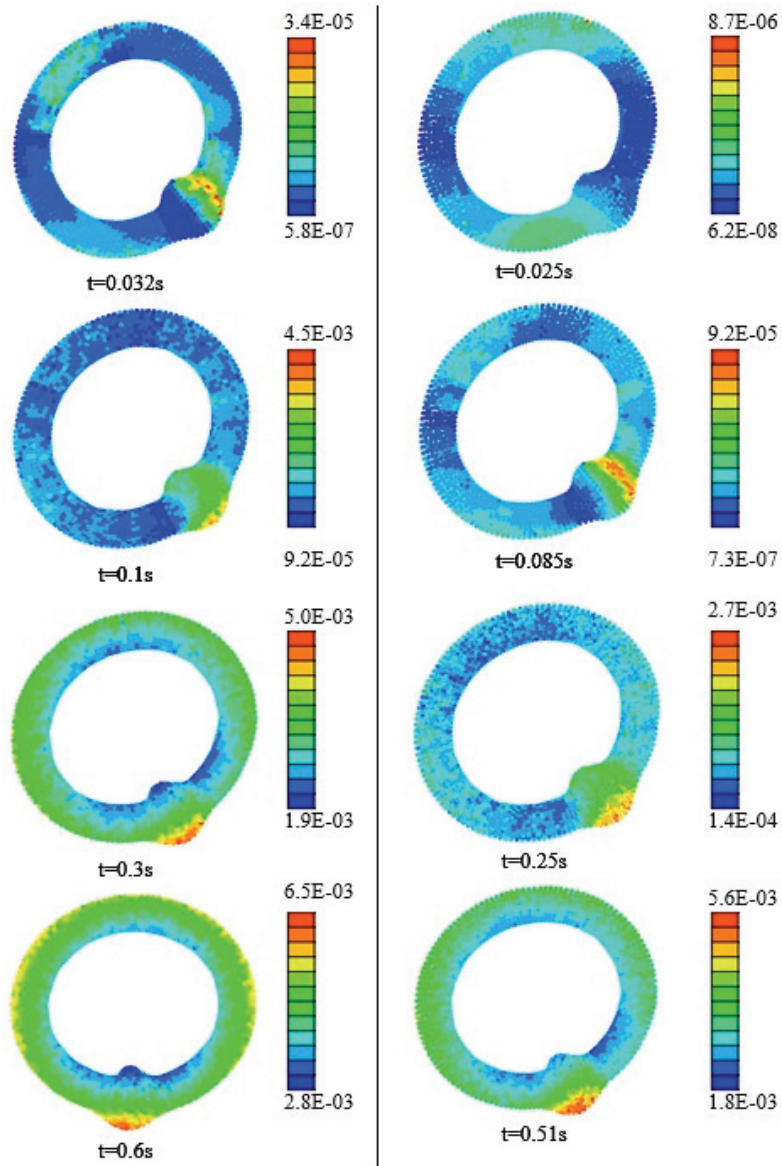 3.4E-05
5.8E-07
t=0.032s
8.7E-06
6.2E-08
t=0.025s
4.5E-03
9.2E-05
t=0.1s
9.2E-05
7.3E-07
t=0.085s
5.0E-03
1.9E-03
t=0.3s
2.7E-03
1.4E-04
t=0.25s
6.5E-03
2.8E-03
t=0.6s
5.6E-03
1.8E-03
t=0.51s